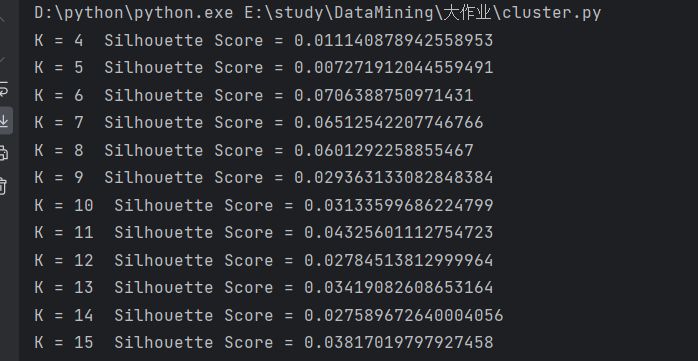 D:\python\python.exe E:\study\DataMining\大作业\cluster.py
K = 4  Silhouette Score = 0.011140878942558953
K = 5  Silhouette Score = 0.007271912044559491
K = 6  Silhouette Score = 0.0706388750971431
K = 7  Silhouette Score = 0.06512542207746766
K = 8  Silhouette Score = 0.0601292258855467
K = 9  Silhouette Score = 0.029363133082848384
K = 10  Silhouette Score = 0.03133599686224799
K = 11  Silhouette Score = 0.04325601112754723
K = 12  Silhouette Score = 0.02784513812999964
K = 13  Silhouette Score = 0.03419082608653164
K = 14  Silhouette Score = 0.027589672640004056
K = 15  Silhouette Score = 0.03817019797927458